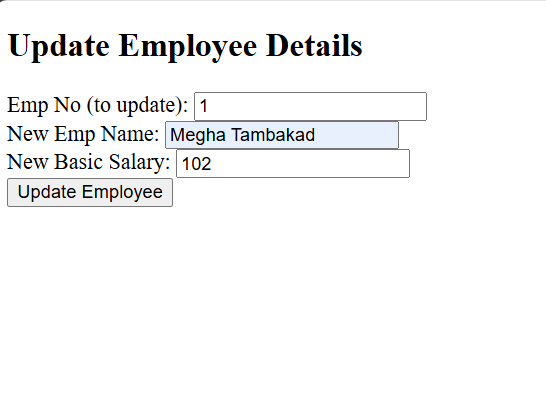 Update Employee Details
Emp No (to update): 1
New Emp Name: Megha Tambakad
New Basic Salary: 102
Update Employee